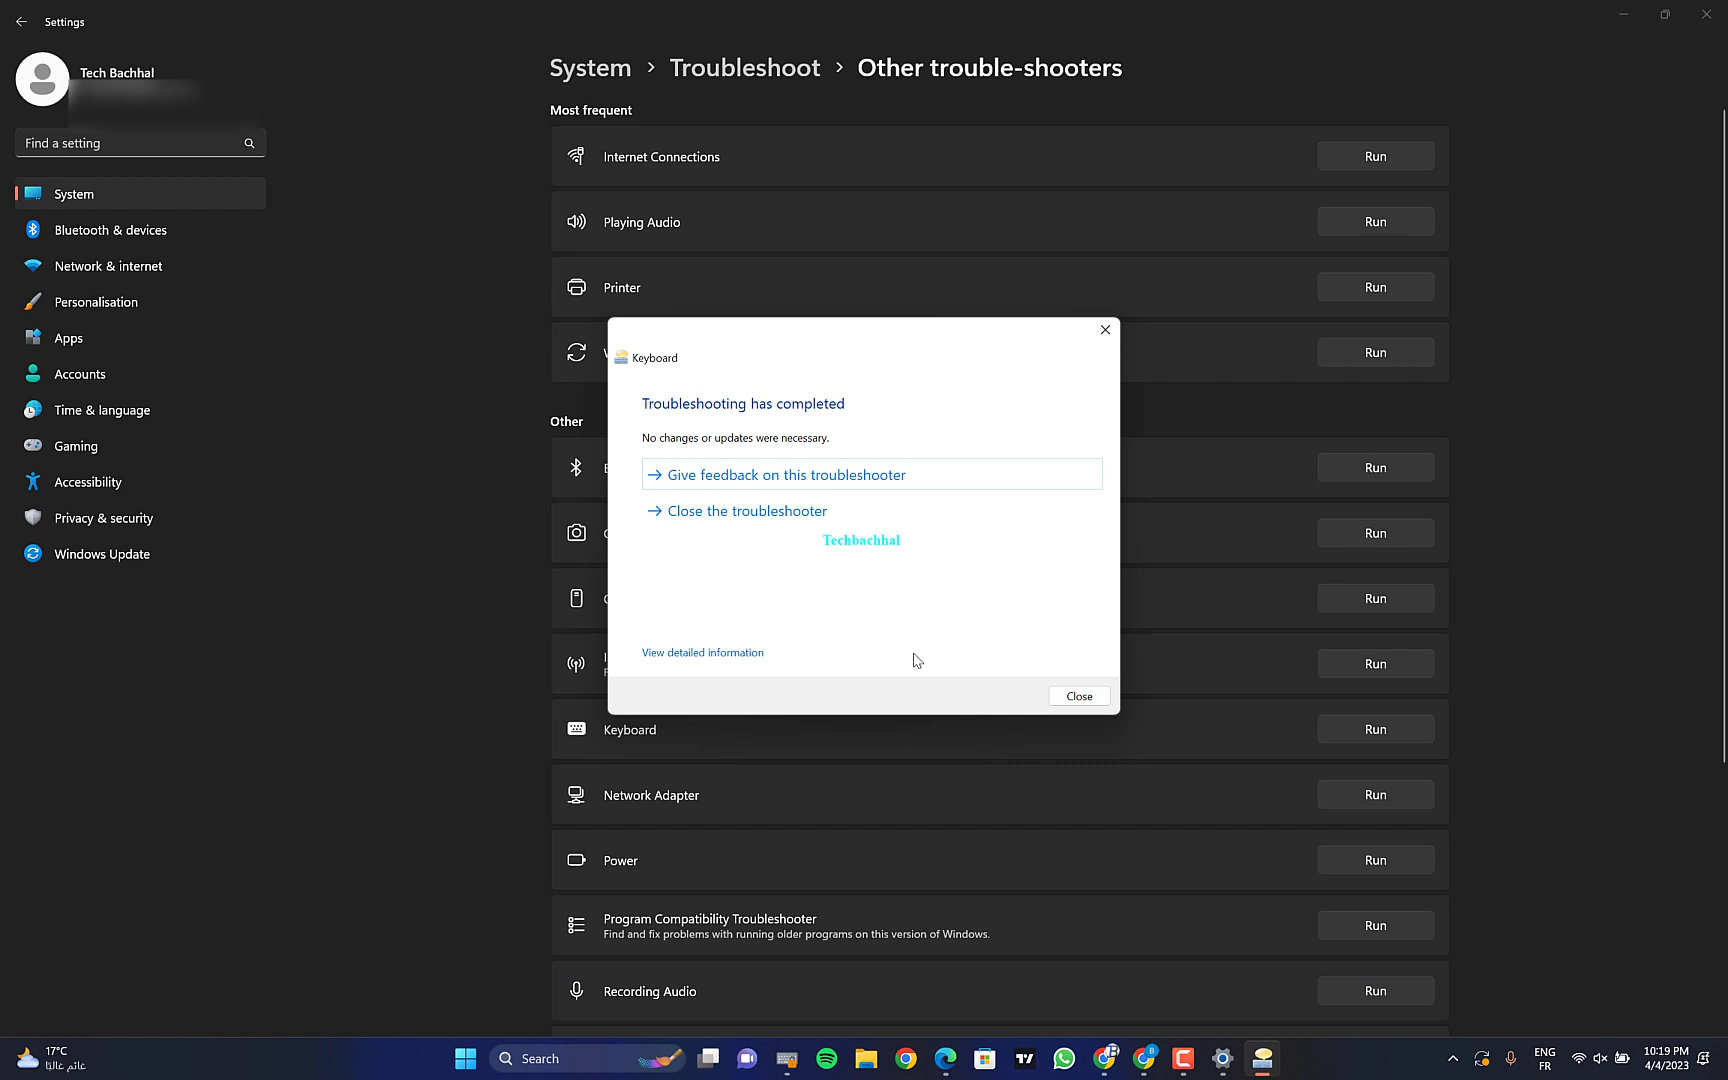 Settings
Tech Bachhal
Find a setting
System
Bluetooth & devices
Network & internet
Personalisation
Apps
Accounts
Time & language
Gaming
Accessibility
Privacy & security
Windows Update
System > Troubleshoot > Other trouble-shooters
Most frequent
Internet Connections
Run
Playing Audio
Run
Printer
Run
Run
Keyboard
Troubleshooting has completed
No changes or updates were necessary.
Give feedback on this troubleshooter
Close the troubleshooter
Techbachhal
View detailed information
Close
Other
Run
Run
Run
Run
Keyboard
Run
Network Adapter
Run
Power
Run
Program Compatibility Troubleshooter
Find and fix problems with running older programs on this version of Windows.
Run
Recording Audio
Run
17°C
غائم غالبًا
Search
ENG
FR
10:19 PM
4/4/2023